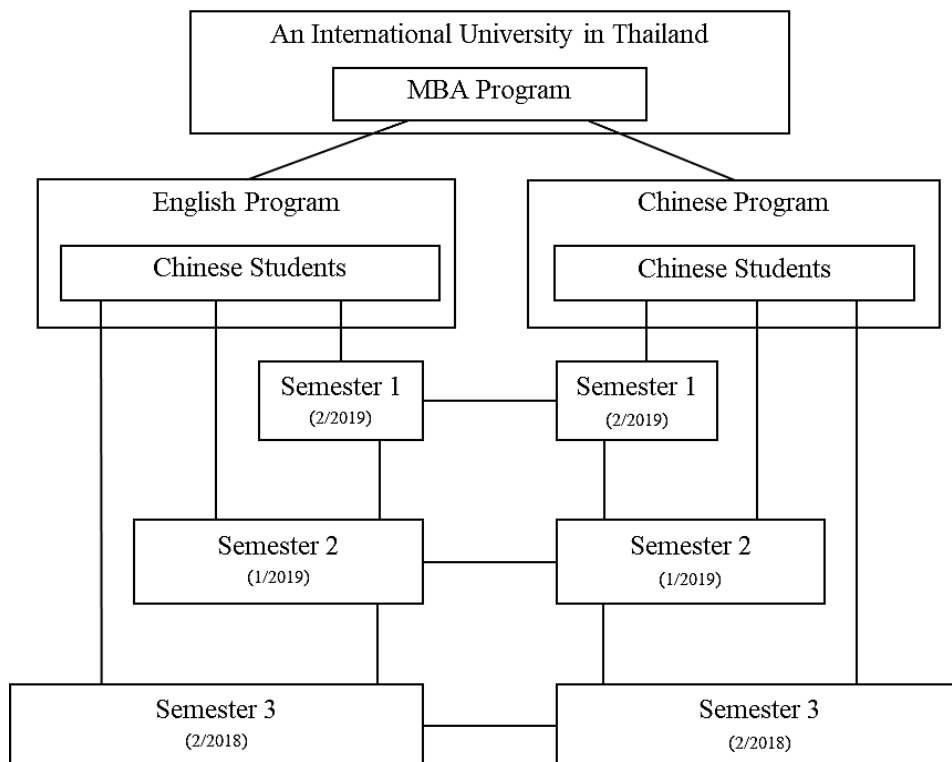 An International University in Thailand
MBA Program
English Program
Chinese Program
Chinese Students
Chinese Students
Semester 1
(2/2019)
Semester 1
(2/2019)
Semester 2
(1/2019)
Semester 2
(1/2019)
Semester 3
(2/2018)
Semester 3
(2/2018)